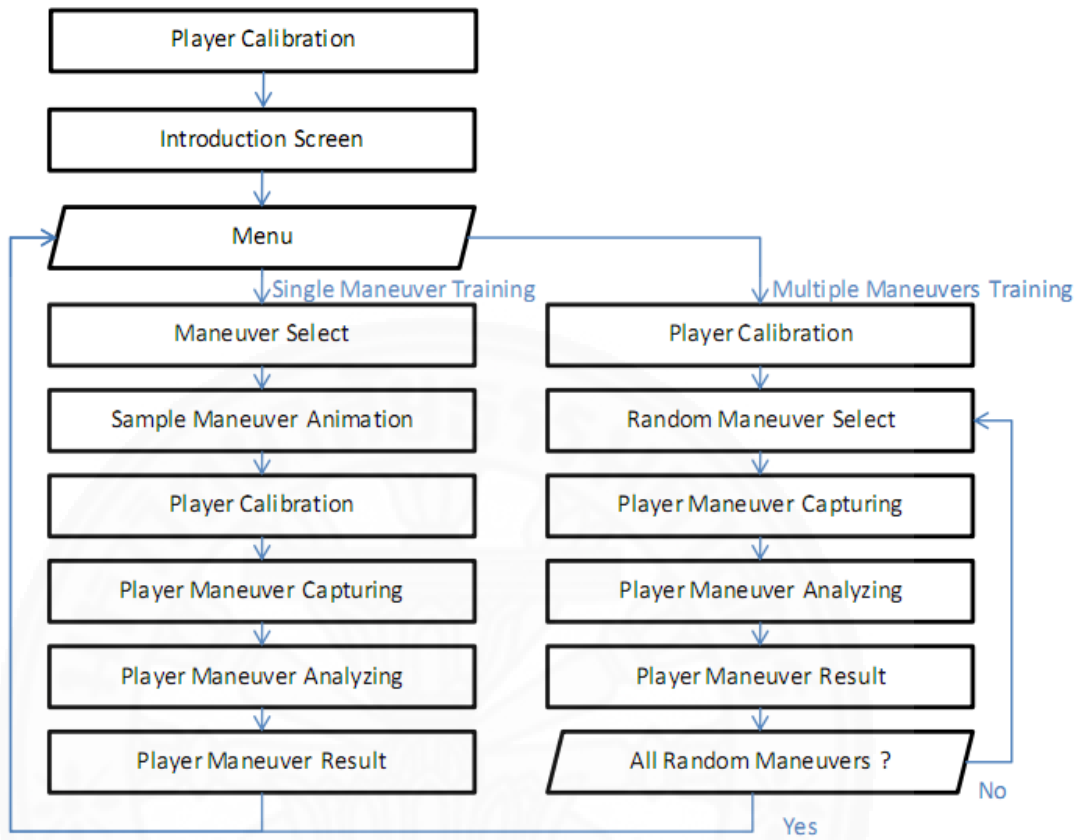 Player Calibration
Introduction Screen
Menu
Single Maneuver Training
Maneuver Select
Sample Maneuver Animation
Player Calibration
Player Maneuver Capturing
Player Maneuver Analyzing
Player Maneuver Result
Multiple Maneuvers Training
Player Calibration
Random Maneuver Select
Player Maneuver Capturing
Player Maneuver Analyzing
Player Maneuver Result
All Random Maneuvers ?
No
Yes